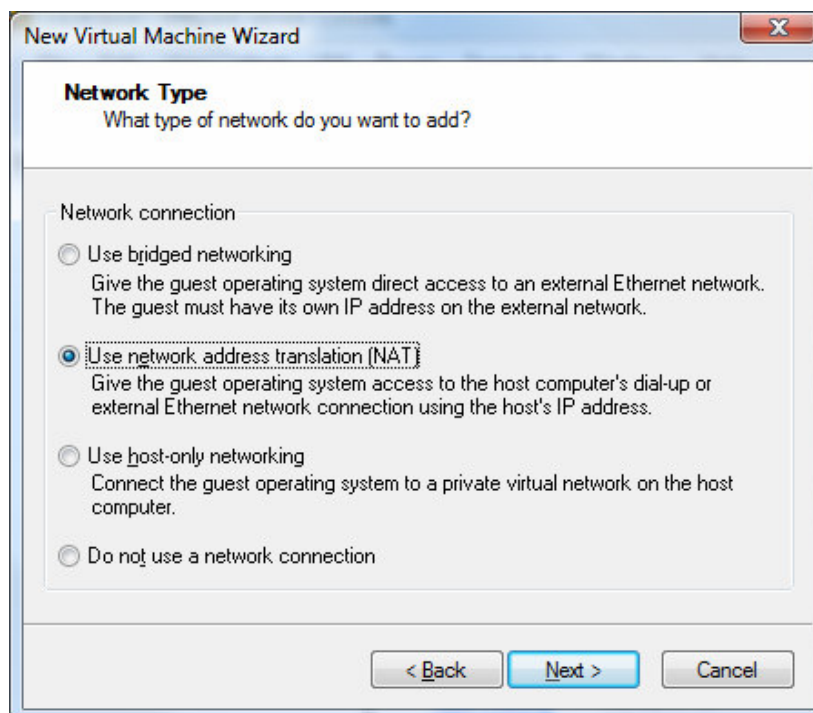 New Virtual Machine Wizard
Network Type
What type of network do you want to add?
Network connection
Use bridged networking
Give the guest operating system direct access to an external Ethernet network.
The guest must have its own IP address on the external network.
Use network address translation (NAT)
Give the guest operating system access to the host computer's dial-up or
external Ethernet network connection using the host's IP address.
Use host-only networking
Connect the guest operating system to a private virtual network on the host
computer.
Do not use a network connection
< Back Next > Cancel